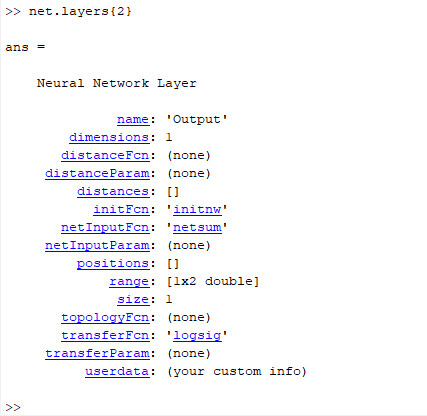 >> net.layers{2}
ans =
Neural Network Layer
name: 'Output'
dimensions: 1
distanceFcn: (none)
distanceParam: (none)
distances: []
initFcn: 'initnw'
netInputFcn: 'netsum'
netInputParam: (none)
positions: []
range: [1x2 double]
size: 1
topologyFcn: (none)
transferFcn: 'logsig'
transferParam: (none)
userdata: (your custom info)
>>